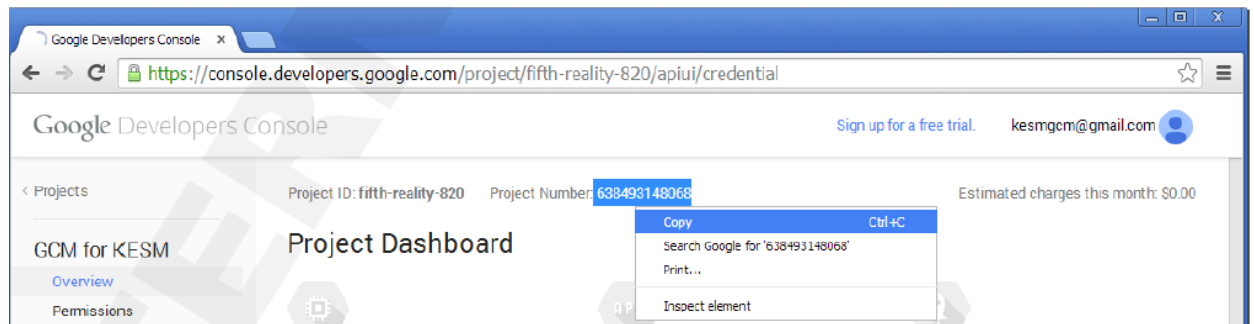 Google Developers Console
https://console.developers.google.com/project/fifth-reality-820/apiui/credential
Google Developers Console
Sign up for a free trial. kesmgcm@gmail.com
< Projects
Project ID: fifth-reality-820 Project Number: 638493148068
Estimated charges this month: $0.00
Copy Ctrl+C
GCM for KESM
Project Dashboard
Search Google for '638493148068'
Print...
Overview
Inspect element
Permissions